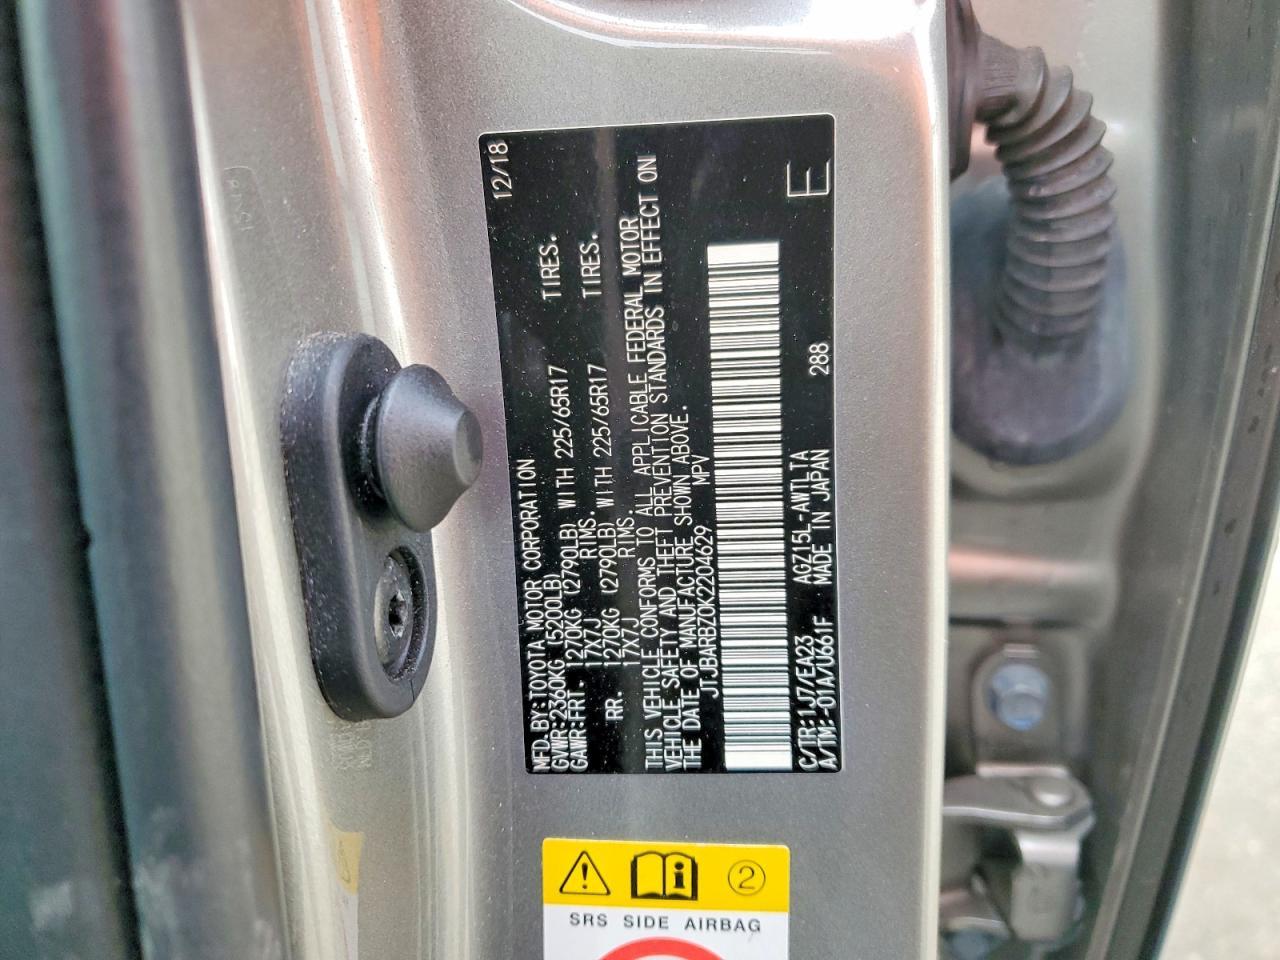 MFD.BY:TOYOTA MOTOR CORPORATION 12/18
GVWR:2360KG (5200LB)
GAWR:FRT. 1270KG (2790LB) WITH 225/65R17 TIRES.
17X7J RIMS.
RR. 1270KG (2790LB) WITH 225/65R17 TIRES.
17X7J RIMS.
THIS VEHICLE CONFORMS TO ALL APPLICABLE FEDERAL MOTOR
VEHICLE SAFETY AND THEFT PREVENTION STANDARDS IN EFFECT ON
THE DATE OF MANUFACTURE SHOWN ABOVE.
JTJBARBZ0K2204629 MPV
C/TR:1J7/EA23 AGZ15L-AWTLTA E
A/TM:-01A/U661F MADE IN JAPAN 288
2
SRS SIDE AIRBAG